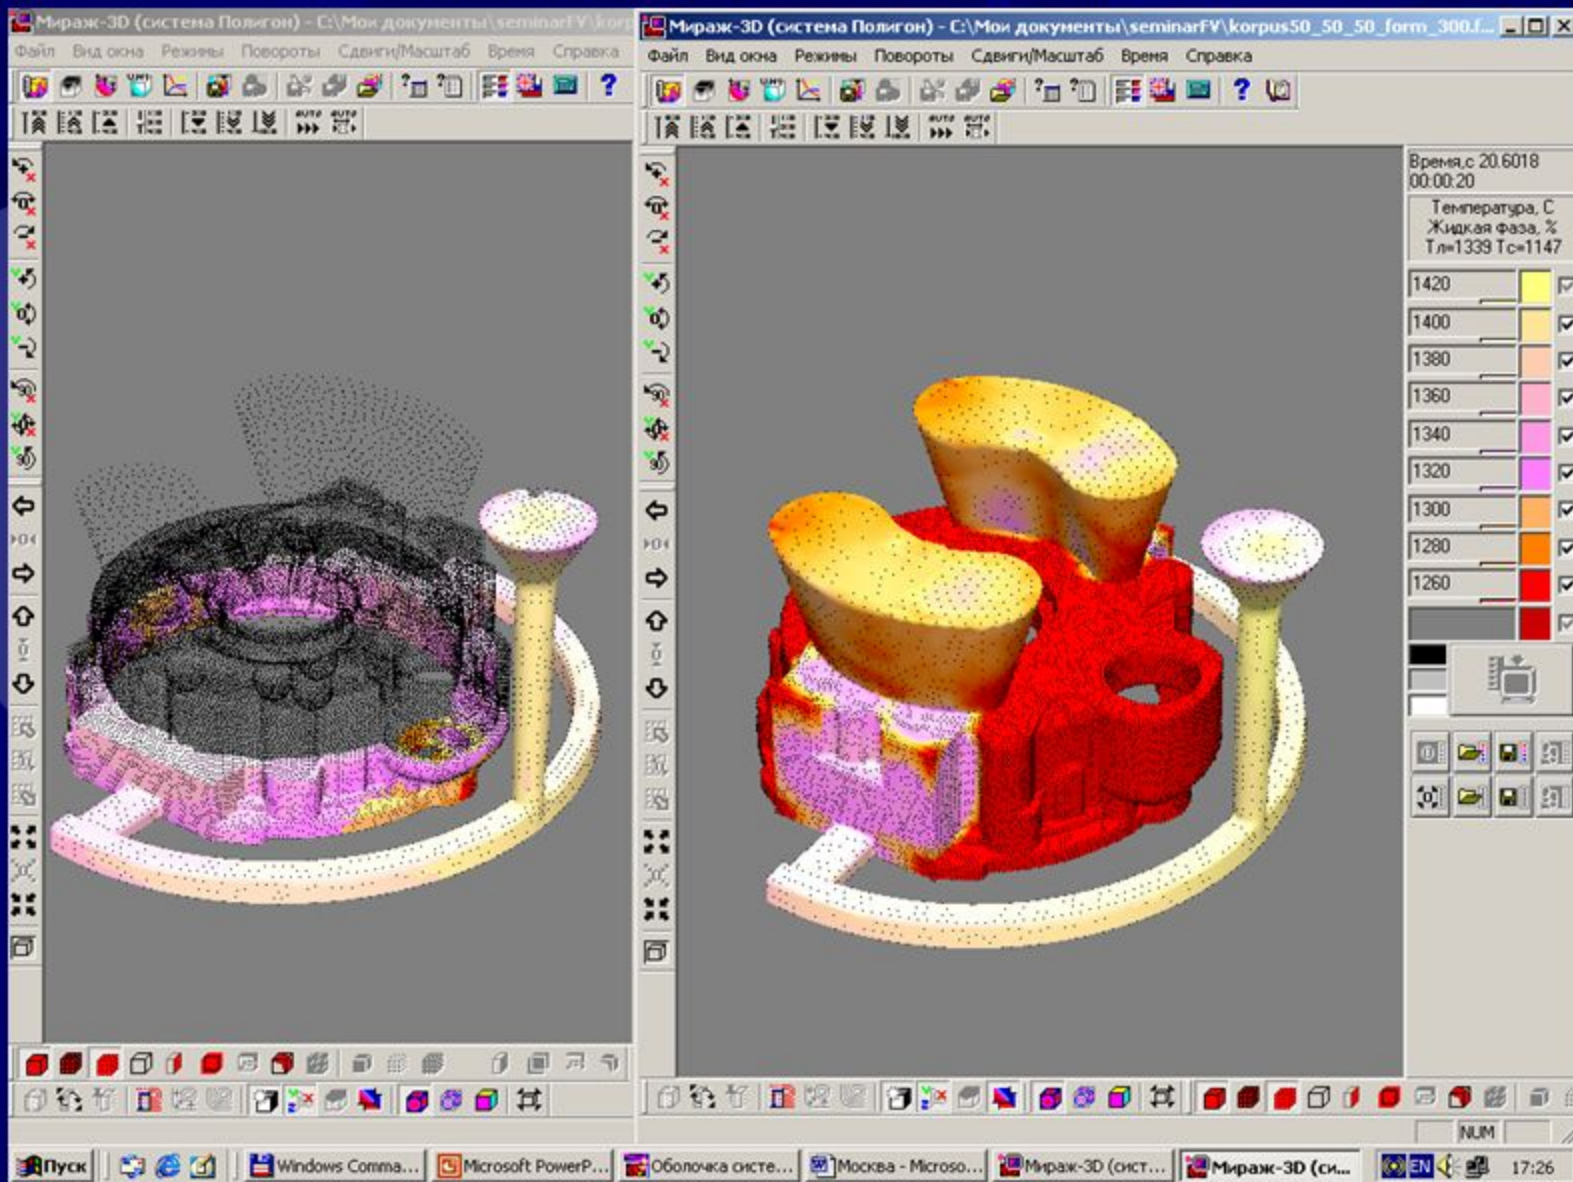 Мираж-3D (система Полигон) - C:\Мои документы\seminarFV\korp
Файл Вид окна Режимы Повороты Сдвиги/Масштаб Время Справка
Мираж-3D (система Полигон) - C:\Мои документы\seminarFV\korpus50_50_50_form_300.f...
Файл Вид окна Режимы Повороты Сдвиги/Масштаб Время Справка
Время,с 20.6018
00:00:20
Температура, С
Жидкая фаза, %
Тл=1339 Тс=1147
1420
1400
1380
1360
1340
1320
1300
1280
1260
NUM
Пуск
Windows Comma...
Microsoft PowerP...
Оболочка систе...
Москва - Microso...
Мираж-3D (сист...
Мираж-3D (си...
EN
17:26